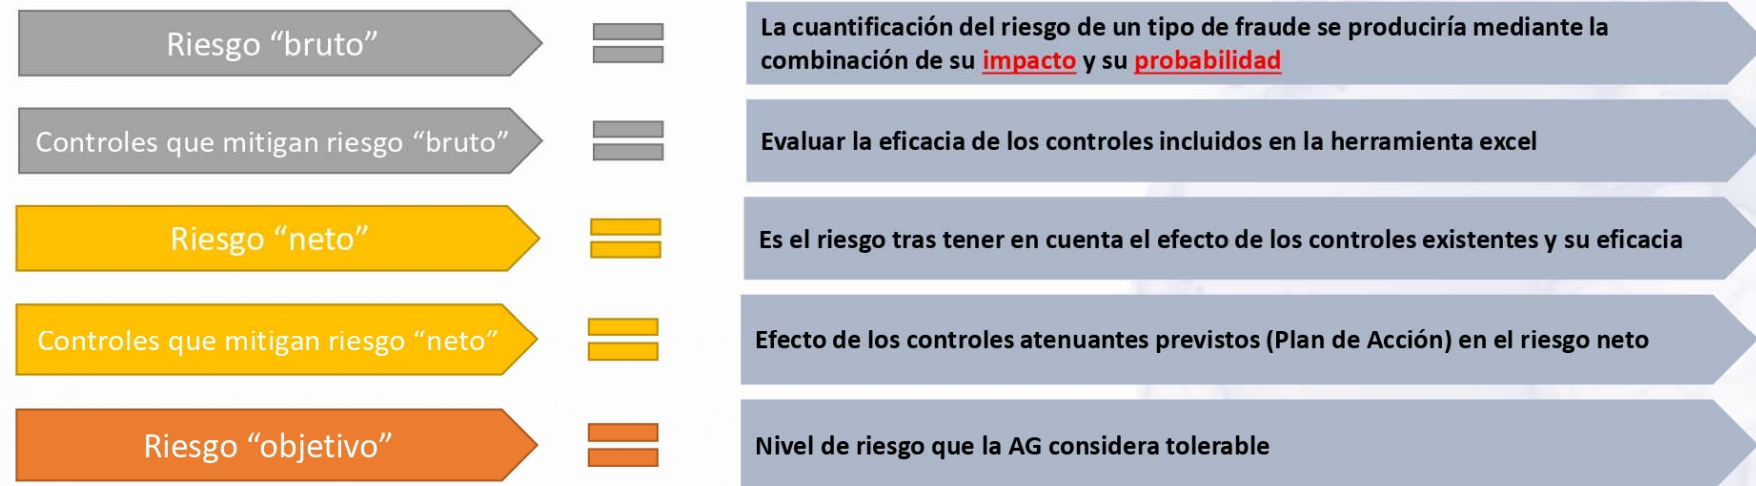 Riesgo “bruto”
La cuantificación del riesgo de un tipo de fraude se produciría mediante la
combinación de su impacto y su probabilidad
Controles que mitigan riesgo “bruto”
Evaluar la eficacia de los controles incluidos en la herramienta excel
Riesgo “neto”
Es el riesgo tras tener en cuenta el efecto de los controles existentes y su eficacia
Controles que mitigan riesgo “neto”
Efecto de los controles atenuantes previstos (Plan de Acción) en el riesgo neto
Riesgo “objetivo”
Nivel de riesgo que la AG considera tolerable